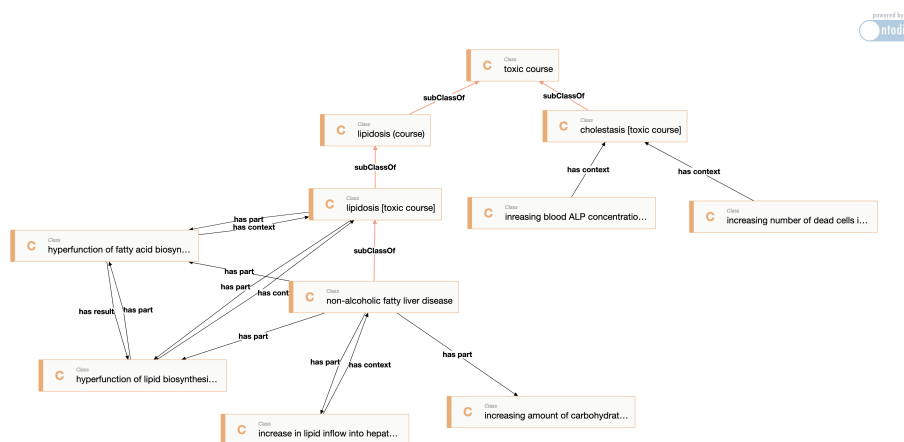 powered by
ntodi
Class
toxic course
subClassOf
subClassOf
Class
lipidosis (course)
Class
cholestasis [toxic course]
subClassOf
has context
has context
Class
lipidosis [toxic course]
Class
inreasing blood ALP concentratio...
Class
increasing number of dead cells i...
has part
has context
Class
hyperfunction of fatty acid biosyn...
subClassOf
has part
has part
has cont
Class
non-alcoholic fatty liver disease
has result
has part
has part
has part
has part
has context
Class
hyperfunction of lipid biosynthesi...
Class
increasing amount of carbohydrat...
Class
increase in lipid inflow into hepat...
C
C
C
C
C
C
C
C
C
C
C